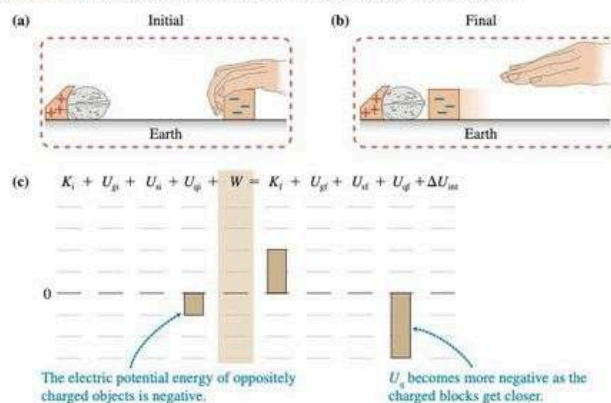 (a) Initial
(b) Final
Earth
Earth
(c) K_i + U_gi + U_si + U_qi + W = K_f + U_gf + U_sf + U_qf + ΔU_int
0
The electric potential energy of oppositely
charged objects is negative.
U_q becomes more negative as the
charged blocks get closer.